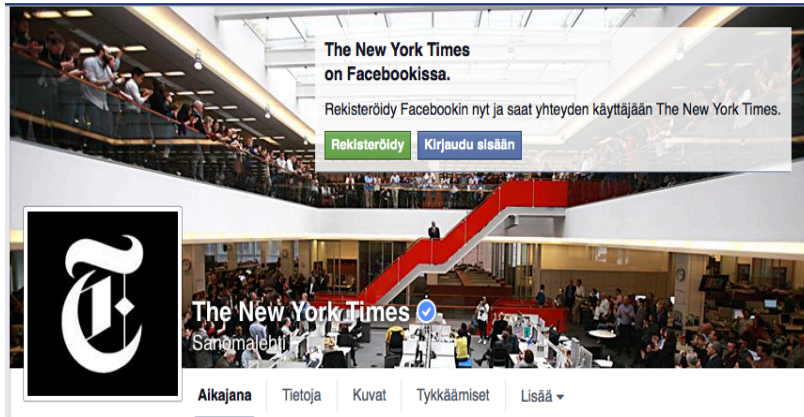 The New York Times
on Facebookissa.
Rekisteröidy Facebookin nyt ja saat yhteyden käyttäjään The New York Times.
Rekisteröidy Kirjaudu sisään
T
The New York Times
Sanomalehti
Aikajana Tietoja Kuvat Tykkäämiset Lisää